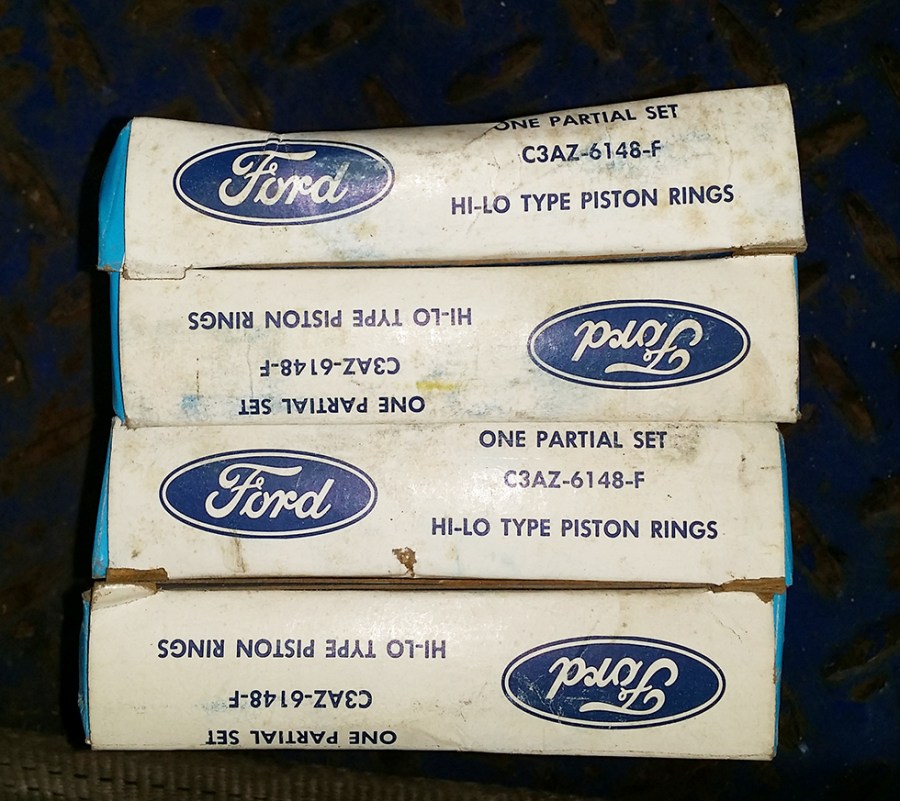 Ford
ONE PARTIAL SET
C3AZ-6148-F
HI-LO TYPE PISTON RINGS
Ford
ONE PARTIAL SET
C3AZ-6148-F
HI-LO TYPE PISTON RINGS
Ford
ONE PARTIAL SET
C3AZ-6148-F
HI-LO TYPE PISTON RINGS
Ford
ONE PARTIAL SET
C3AZ-6148-F
HI-LO TYPE PISTON RINGS